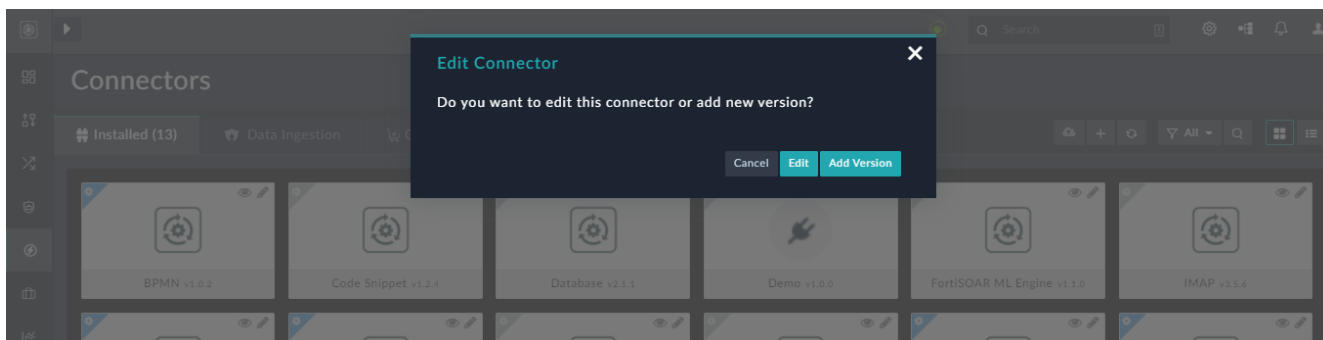 Search
Edit Connector
Connectors
Do you want to edit this connector or add new version?
Installed (13)
Data Ingestion
All
Cancel
Edit
Add Version
BPMN v1.0.2
Code Snippet v1.2.4
Database v2.1.1
Demo v1.0.0
FortiSOAR ML Engine v1.1.0
IMAP v3.5.6